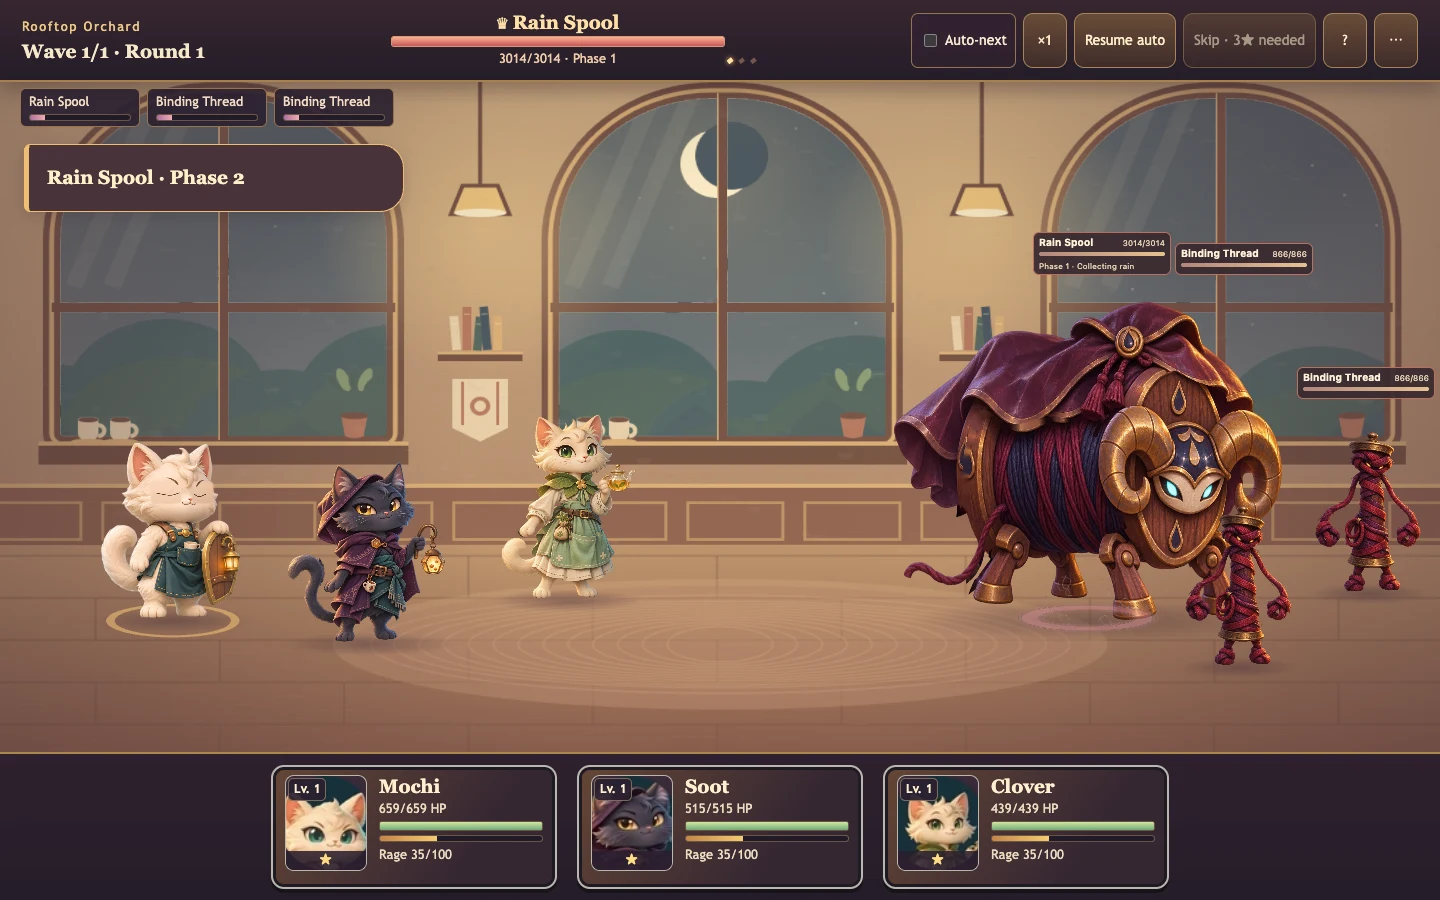 Rooftop Orchard
Wave 1/1 · Round 1
♛ Rain Spool
3014/3014 · Phase 1
Auto-next
×1
Resume auto
Skip · 3★ needed
?
···
Rain Spool
Binding Thread
Binding Thread
Rain Spool · Phase 2
Rain Spool 3014/3014
Phase 1 · Collecting rain
Binding Thread 866/866
Binding Thread 866/866
Lv. 1
Mochi
659/659 HP
Rage 35/100
Lv. 1
Soot
515/515 HP
Rage 35/100
Lv. 1
Clover
439/439 HP
Rage 35/100